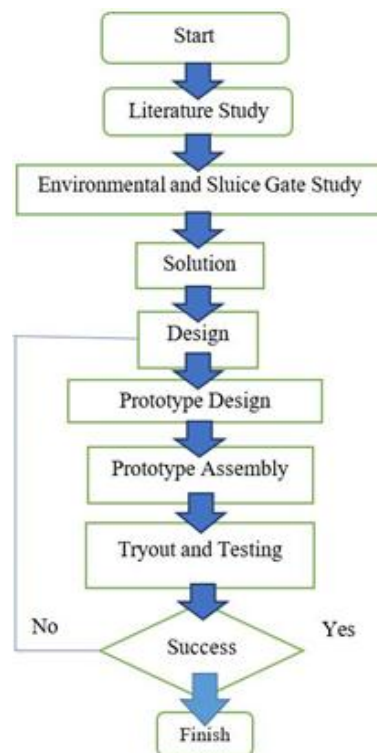 Start
Literature Study
Environmental and Sluice Gate Study
Solution
Design
Prototype Design
Prototype Assembly
Tryout and Testing
No
Yes
Success
Finish